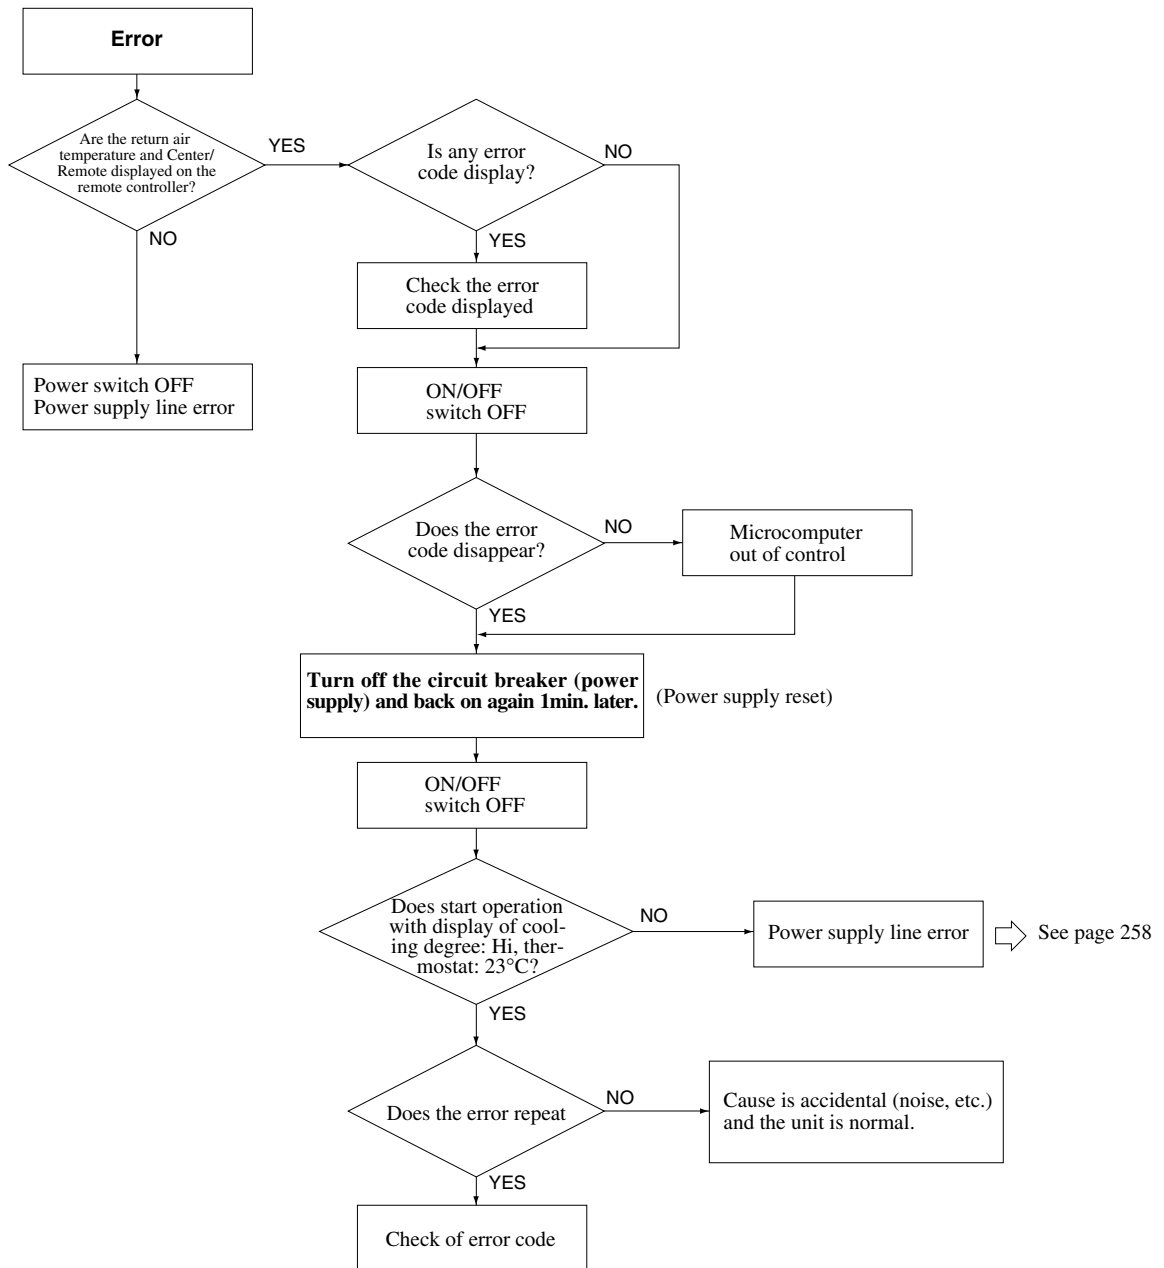 Error
Are the return air
temperature and Center/
Remote displayed on the
remote controller?
YES
NO
Is any error
code display?
NO
YES
Check the error
code displayed
Power switch OFF
Power supply line error
ON/OFF
switch OFF
Does the error
code disappear?
NO
Microcomputer
out of control
YES
Turn off the circuit breaker (power
supply) and back on again 1min. later.
(Power supply reset)
ON/OFF
switch OFF
Does start operation
with display of cool-
ing degree: Hi, ther-
mostat: 23°C?
NO
Power supply line error
See page 258
YES
Does the error repeat
NO
Cause is accidental (noise, etc.)
and the unit is normal.
YES
Check of error code